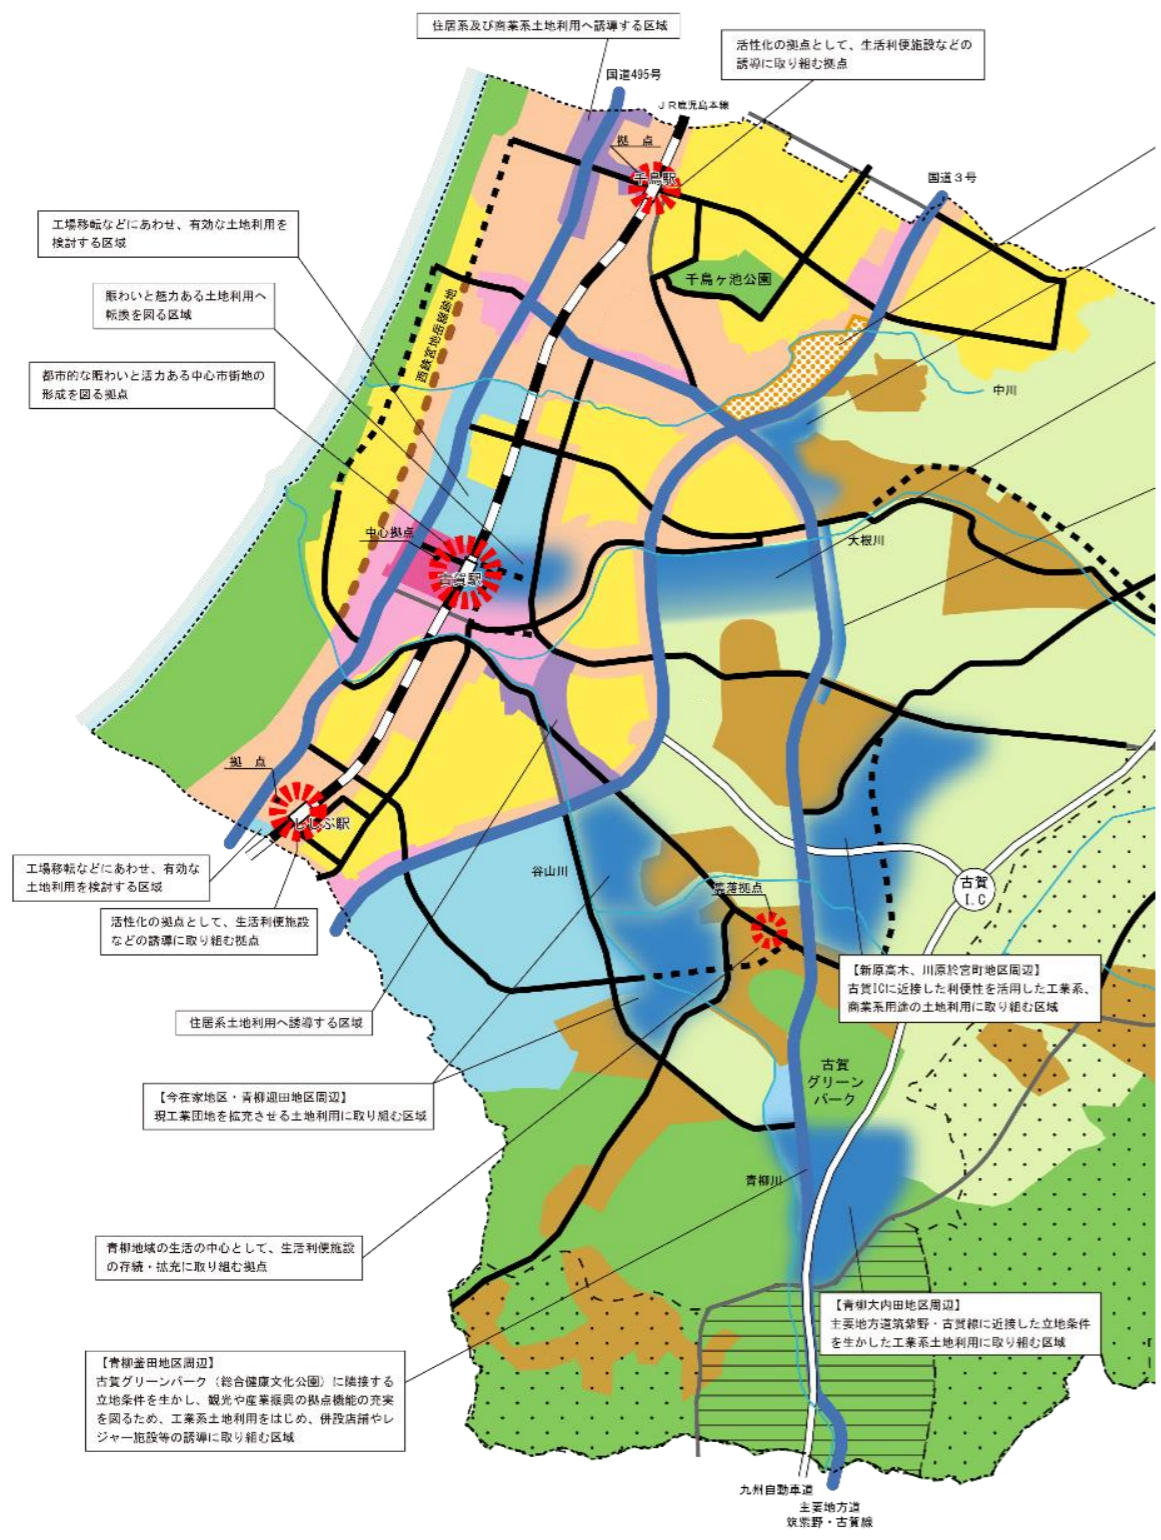 住居系及び商業系土地利用へ誘導する区域
活性化の拠点として、生活利便施設などの
誘導に取り組む拠点
国道495号
ＪＲ鹿児島本線
拠　点
千鳥駅
国道３号
工場移転などにあわせ、有効な土地利用を
検討する区域
千鳥ヶ池公園
賑わいと魅力ある土地利用へ
転換を図る区域
西鉄宮地岳線跡地
都市的な賑わいと活力ある中心市街地の
形成を図る拠点
中川
中心拠点
大根川
古賀駅
拠　点
ししぶ駅
工場移転などにあわせ、有効な
土地利用を検討する区域
谷山川
集落拠点
古賀
I.C
活性化の拠点として、生活利便施設
などの誘導に取り組む拠点
【新原高木、川原於宮町地区周辺】
古賀ICに近接した利便性を活用した工業系、
商業系用途の土地利用に取り組む区域
住居系土地利用へ誘導する区域
古賀
グリーン
パーク
【今在家地区・青柳迎田地区周辺】
現工業団地を拡充させる土地利用に取り組む区域
青柳川
青柳地域の生活の中心として、生活利便施設
の存続・拡充に取り組む拠点
【青柳大内田地区周辺】
主要地方道筑紫野・古賀線に近接した立地条件
を生かした工業系土地利用に取り組む区域
【青柳釜田地区周辺】
古賀グリーンパーク（総合健康文化公園）に隣接する
立地条件を生かし、観光や産業振興の拠点機能の充実
を図るため、工業系土地利用をはじめ、併設店舗やレ
ジャー施設等の誘導に取り組む区域
九州自動車道
主要地方道
筑紫野・古賀線